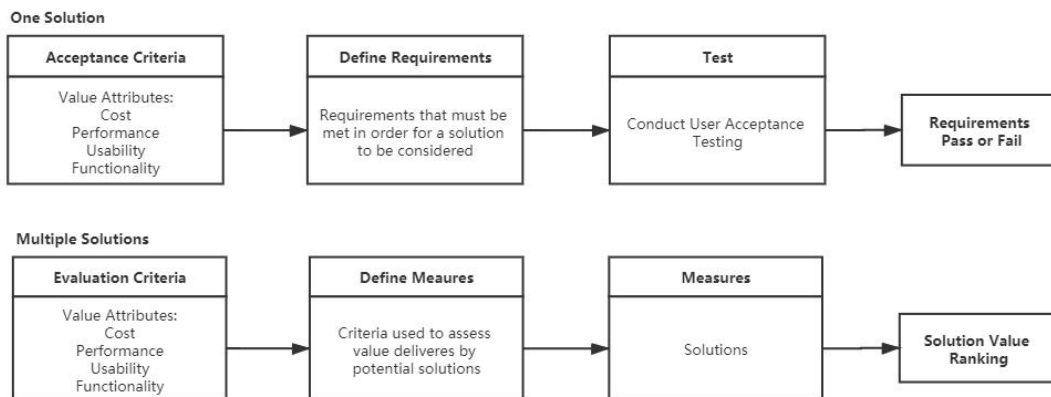 One Solution
Acceptance Criteria
Value Attributes:
Cost
Performance
Usability
Functionality
Define Requirements
Requirements that must be
met in order for a solution
to be considered
Test
Conduct User Acceptance
Testing
Requirements
Pass or Fail
Multiple Solutions
Evaluation Criteria
Value Attributes:
Cost
Performance
Usability
Functionality
Define Meaures
Criteria used to assess
value deliveres by
potential solutions
Measures
Solutions
Solution Value
Ranking